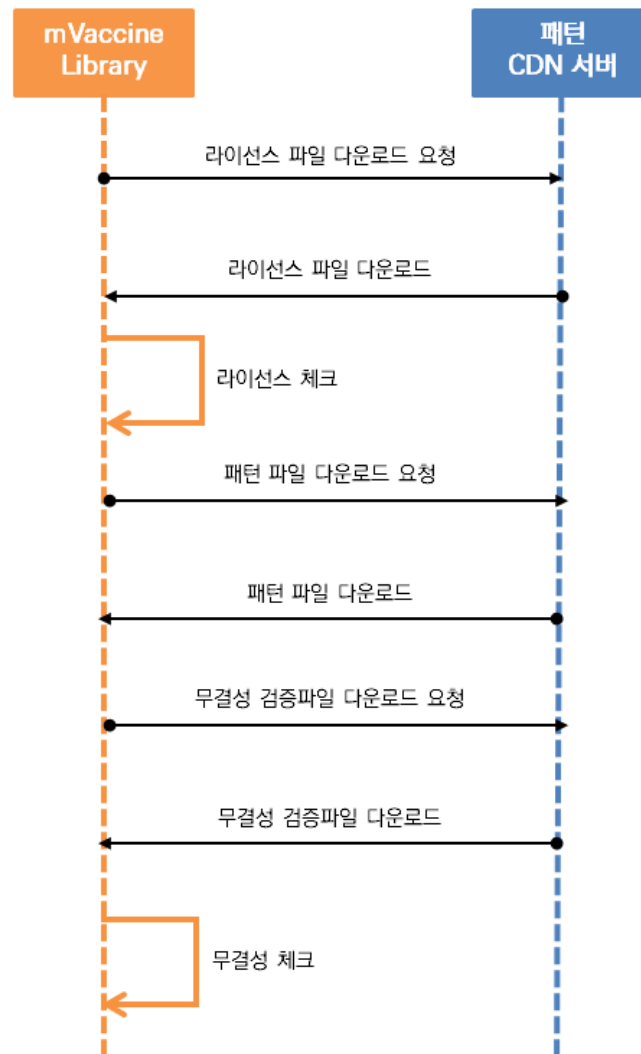 mVaccine
Library
패턴
CDN 서버
라이선스 파일 다운로드 요청
라이선스 파일 다운로드
라이선스 체크
패턴 파일 다운로드 요청
패턴 파일 다운로드
무결성 검증파일 다운로드 요청
무결성 검증파일 다운로드
무결성 체크